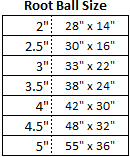 Root Ball Size
2" 28" x 14"
2.5" 30" x 16"
3" 33" x 22"
3.5" 38" x 24"
4" 42" x 30"
4.5" 48" x 32"
5" 55" x 36"